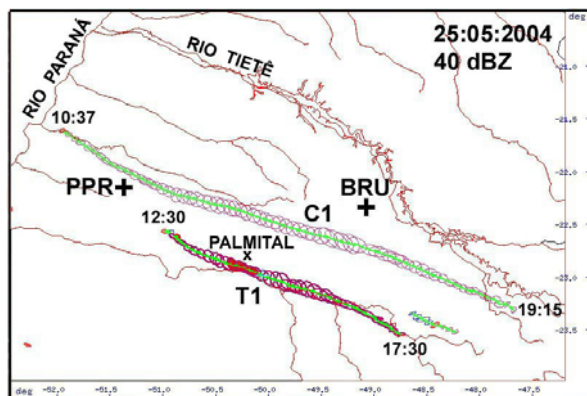 deg
25:05:2004
40 dBZ
RIO TIETÊ
RIO PARANÁ
-21.0
-21.5
10:37
-22.0
PPR
BRU
C1
12:30
-22.5
PALMITAL
x
-23.0
T1
19:15
-23.5
17:30
deg
-52.0
-51.5
-51.0
-50.5
-50.0
-49.5
-49.0
-48.5
-48.0
-47.5